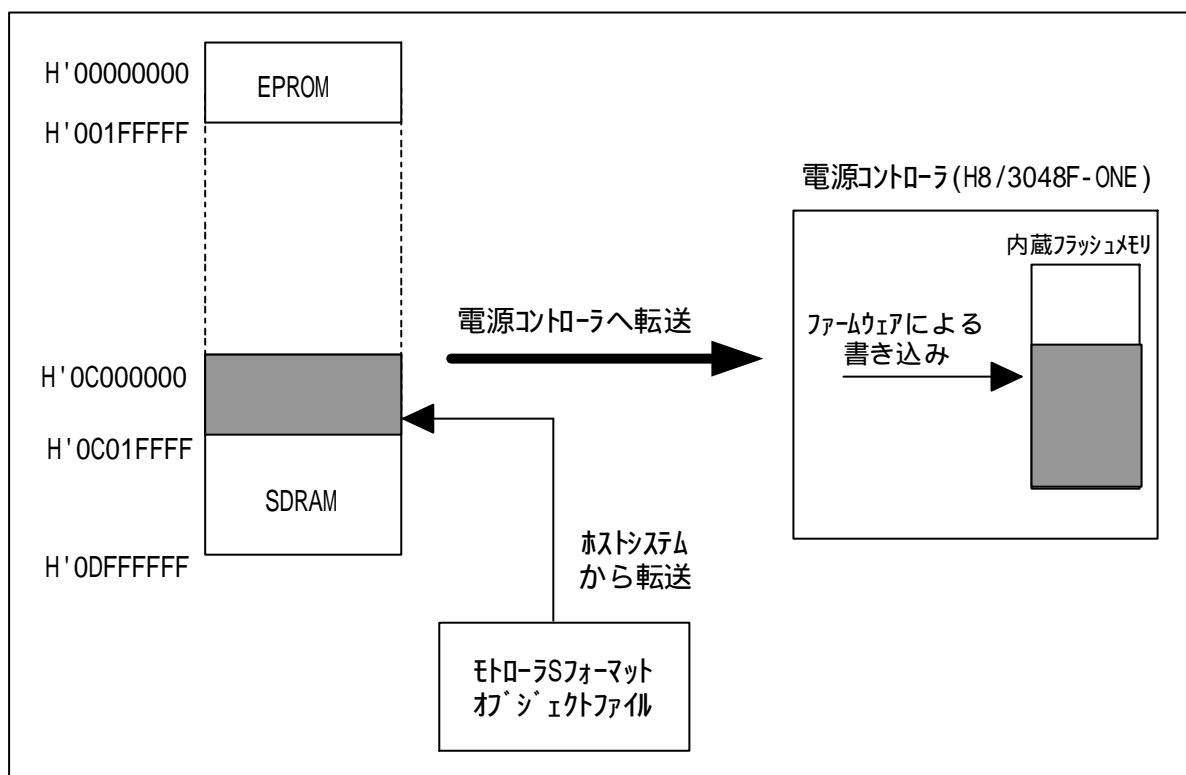 H'00000000
EPROM
H'001FFFFF
電源ｺﾝﾄﾛｰﾗ(H8/3048F-ONE)
内蔵ﾌﾗｯｼｭﾒﾓﾘ
電源ｺﾝﾄﾛｰﾗへ転送
ﾌｧｰﾑｳｪｱによる
書き込み
H'0C000000
H'0C01FFFF
SDRAM
H'0DFFFFFF
ﾎｽﾄｼｽﾃﾑ
から転送
ﾓﾄﾛｰﾗSﾌｫｰﾏｯﾄ
ｵﾌﾞｼﾞｪｸﾄﾌｧｲﾙ